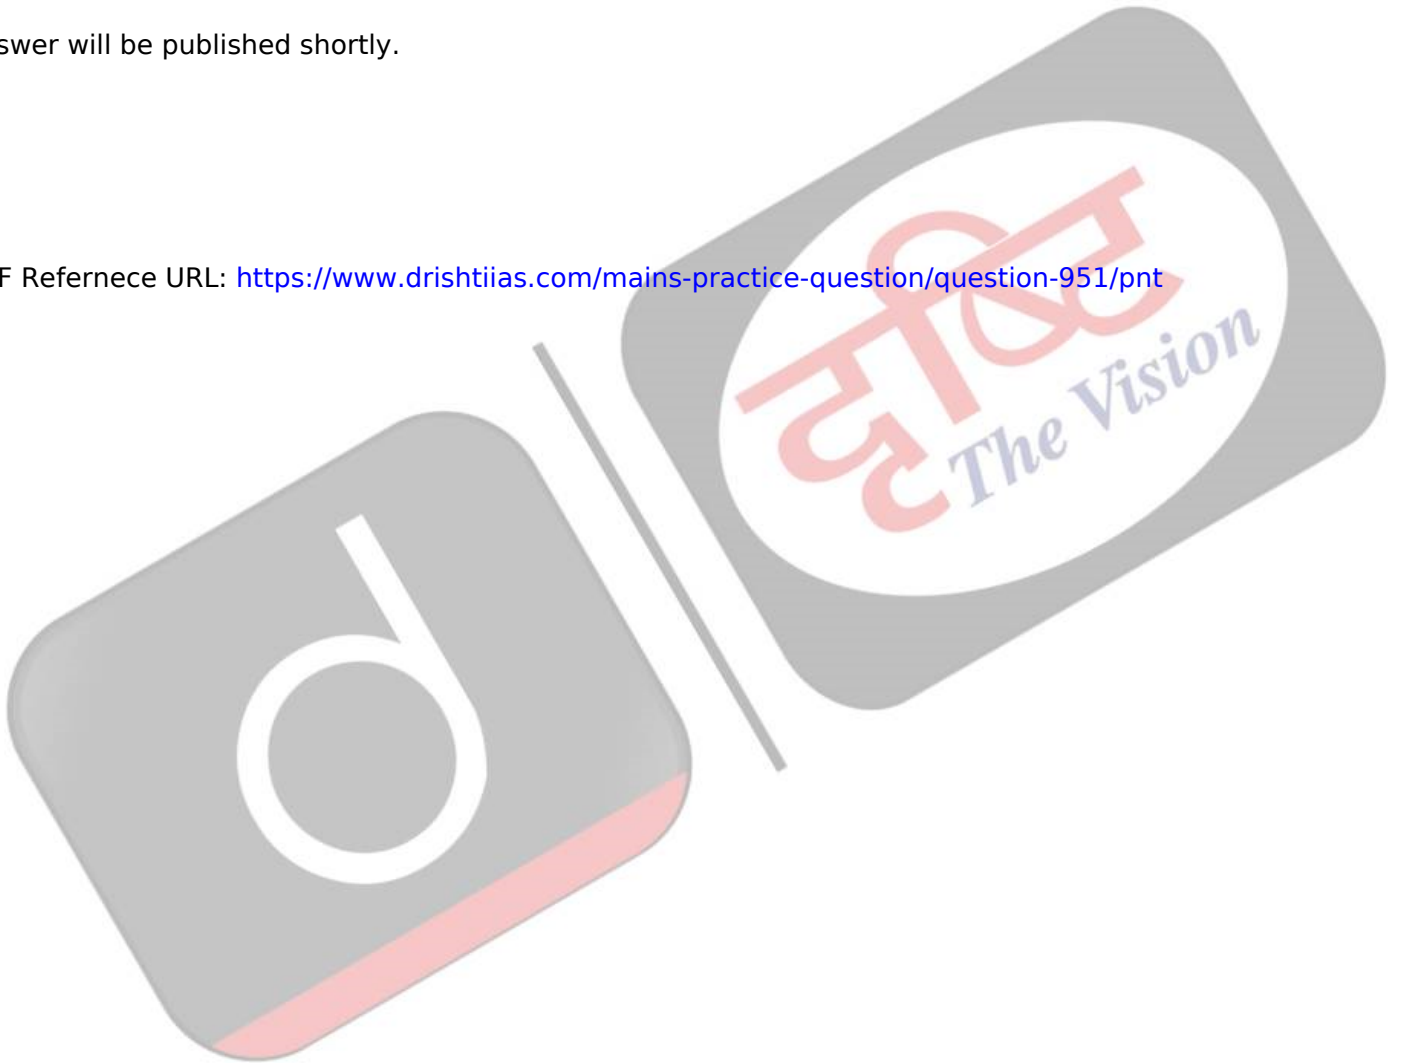 swer will be published shortly.
F Refernece URL: https://www.drishtiias.com/mains-practice-question/question-951/pnt
दृष्टि
The Vision
d